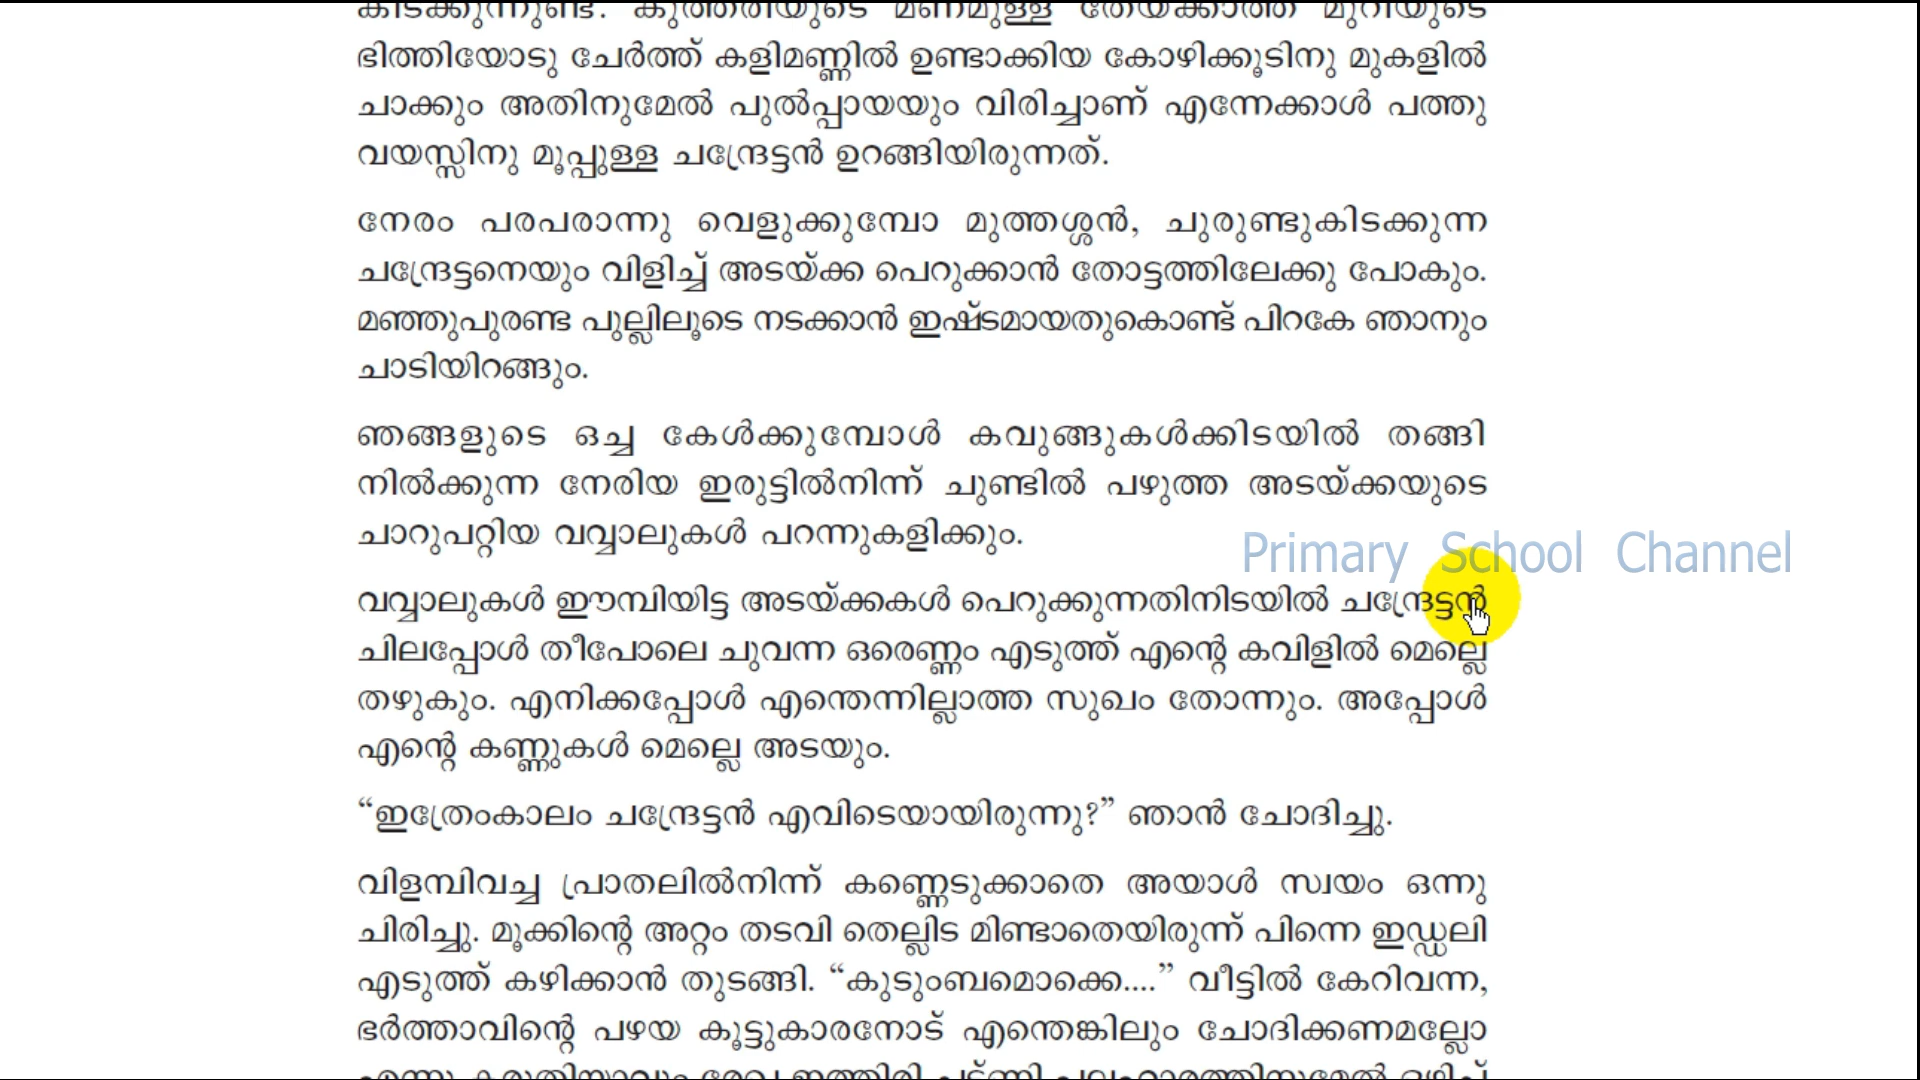 കിടക്കുന്നുണ്ട്. കുത്തരിയുടെ മണമുള്ള തേയ്ക്കാത്ത മുറിയുടെ
ഭിത്തിയോടു ചേർത്ത് കളിമണ്ണിൽ ഉണ്ടാക്കിയ കോഴിക്കൂടിനു മുകളിൽ
ചാക്കും അതിനുമേൽ പുൽപ്പായയും വിരിച്ചാണ് എന്നേക്കാൾ പത്തു
വയസ്സിനു മൂപ്പുള്ള ചന്ദ്രേട്ടൻ ഉറങ്ങിയിരുന്നത്.
നേരം പരപരാന്നു വെളുക്കുമ്പോ മുത്തശ്ശൻ, ചുരുണ്ടുകിടക്കുന്ന
ചന്ദ്രേട്ടനെയും വിളിച്ച് അടയ്ക്ക പെറുക്കാൻ തോട്ടത്തിലേക്കു പോകും.
മഞ്ഞുപുരണ്ട പുല്ലിലൂടെ നടക്കാൻ ഇഷ്ടമായതുകൊണ്ട് പിറകേ ഞാനും
ചാടിയിറങ്ങും.
ഞങ്ങളുടെ ഒച്ച കേൾക്കുമ്പോൾ കവുങ്ങുകൾക്കിടയിൽ തങ്ങി
നിൽക്കുന്ന നേരിയ ഇരുട്ടിൽനിന്ന് ചുണ്ടിൽ പഴുത്ത അടയ്ക്കയുടെ
ചാറുപറ്റിയ വവ്വാലുകൾ പറന്നുകളിക്കും.
Primary School Channel
വവ്വാലുകൾ ഈമ്പിയിട്ട അടയ്ക്കകൾ പെറുക്കുന്നതിനിടയിൽ ചന്ദ്രേട്ടൻ
ചിലപ്പോൾ തീപോലെ ചുവന്ന ഒരെണ്ണം എടുത്ത് എന്റെ കവിളിൽ മെല്ലെ
തഴുകും. എനിക്കപ്പോൾ എന്തെന്നില്ലാത്ത സുഖം തോന്നും. അപ്പോൾ
എന്റെ കണ്ണുകൾ മെല്ലെ അടയും.
“ഇത്രേംകാലം ചന്ദ്രേട്ടൻ എവിടെയായിരുന്നു?” ഞാൻ ചോദിച്ചു.
വിളമ്പിവച്ച പ്രാതലിൽനിന്ന് കണ്ണെടുക്കാതെ അയാൾ സ്വയം ഒന്നു
ചിരിച്ചു. മൂക്കിന്റെ അറ്റം തടവി തെല്ലിട മിണ്ടാതെയിരുന്ന് പിന്നെ ഇഡ്ഡലി
എടുത്ത് കഴിക്കാൻ തുടങ്ങി. “കുടുംബമൊക്കെ....” വീട്ടിൽ കേറിവന്ന,
ഭർത്താവിന്റെ പഴയ കൂട്ടുകാരനോട് എന്തെങ്കിലും ചോദിക്കണമല്ലോ